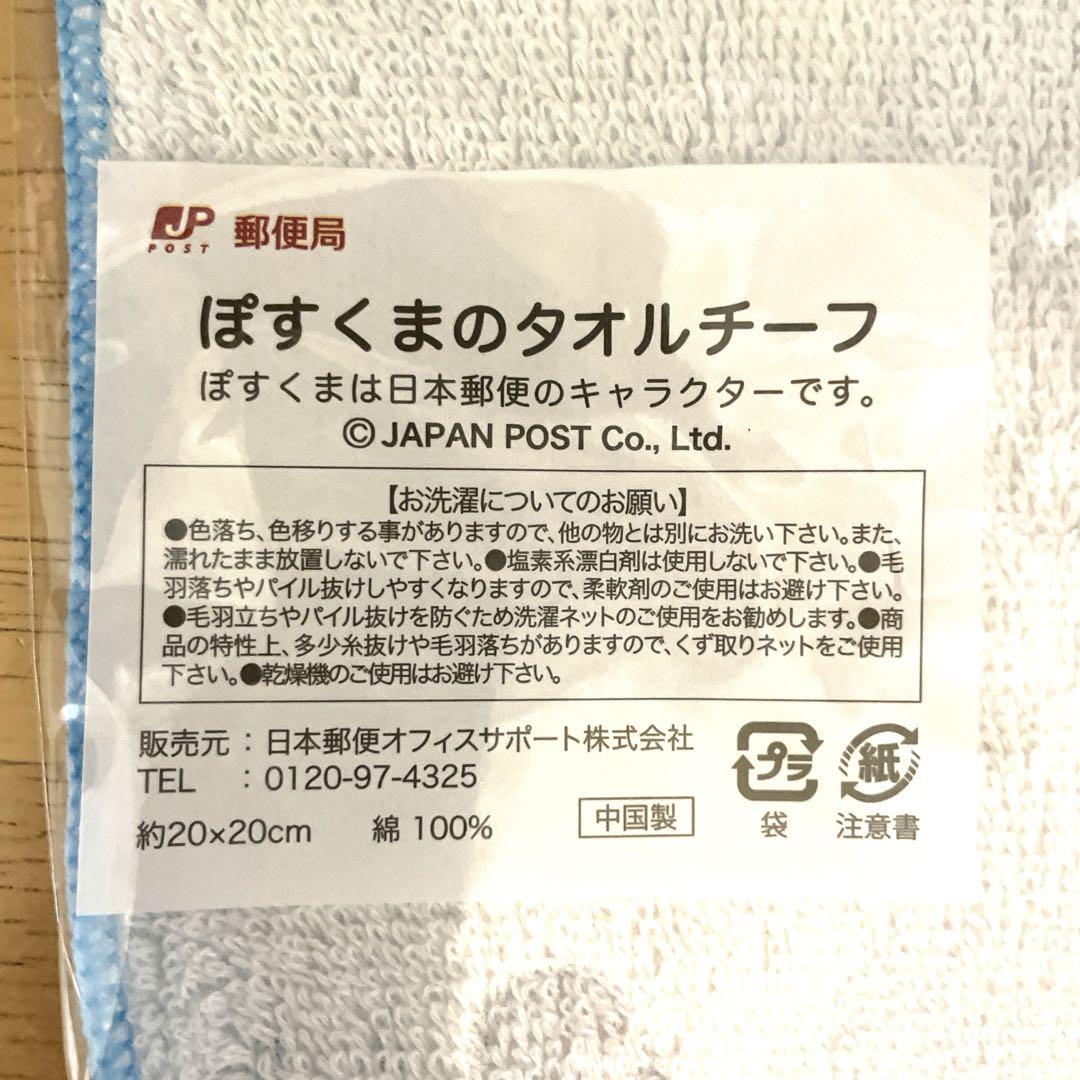 JP POST 郵便局
ぽすくまのタオルチーフ
ぽすくまは日本郵便のキャラクターです。
©JAPAN POST Co., Ltd.
【お洗濯についてのお願い】
●色落ち、色移りする事がありますので、他の物とは別にお洗い下さい。また、
濡れたまま放置しないで下さい。●塩素系漂白剤は使用しないで下さい。●毛
羽落ちやパイル抜けしやすくなりますので、柔軟剤のご使用はお避け下さい。
●毛羽立ちやパイル抜けを防ぐため洗濯ネットのご使用をお勧めします。●商
品の特性上、多少糸抜けや毛羽落ちがありますので、くず取りネットをご使用
下さい。●乾燥機のご使用はお避け下さい。
販売元：日本郵便オフィスサポート株式会社
TEL ：0120-97-4325
約20×20cm 綿 100% 中国製
プラ 紙
袋 注意書